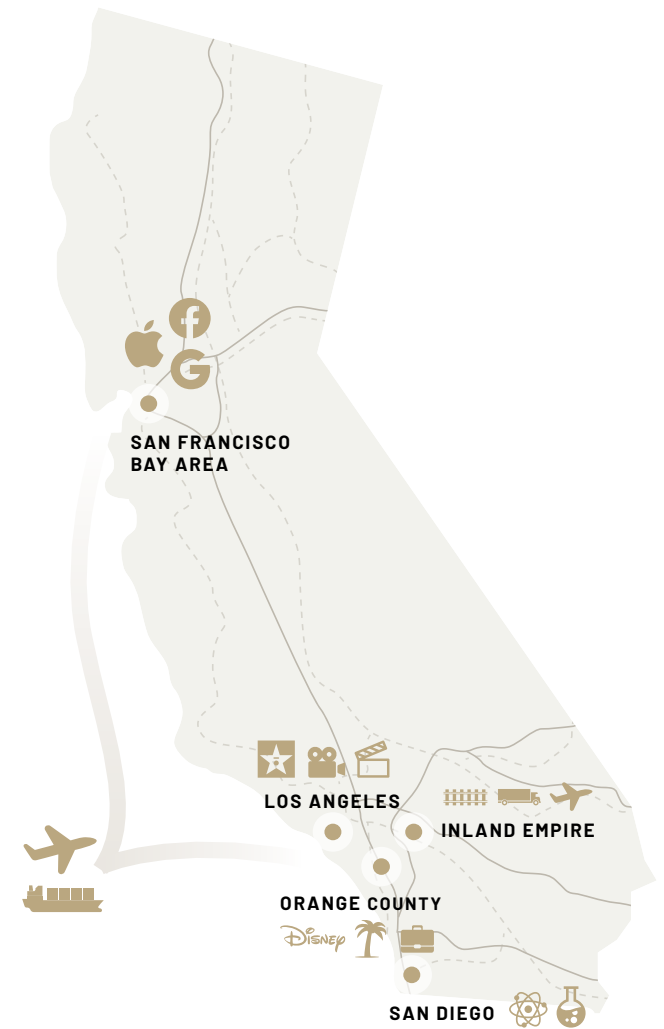 SAN FRANCISCO
BAY AREA
LOS ANGELES
INLAND EMPIRE
ORANGE COUNTY
Disney
SAN DIEGO